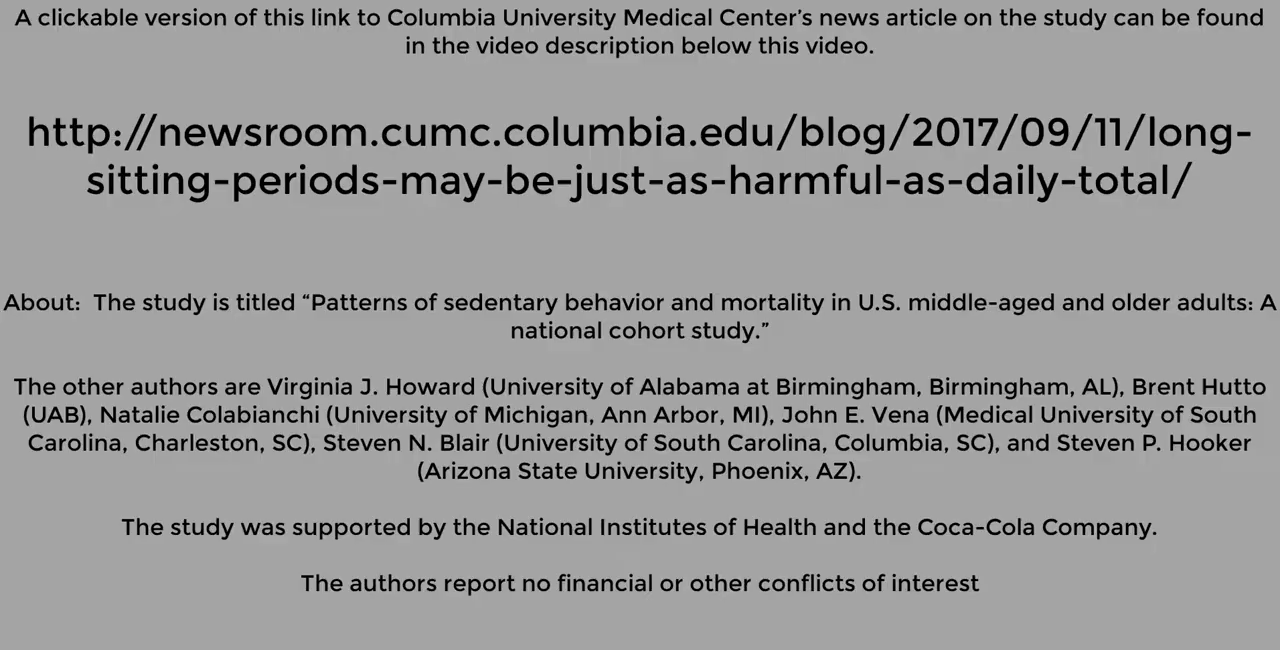 A clickable version of this link to Columbia University Medical Center’s news article on the study can be found
in the video description below this video.
http://newsroom.cumc.columbia.edu/blog/2017/09/11/long-
sitting-periods-may-be-just-as-harmful-as-daily-total/
About:  The study is titled “Patterns of sedentary behavior and mortality in U.S. middle-aged and older adults: A
national cohort study.”
The other authors are Virginia J. Howard (University of Alabama at Birmingham, Birmingham, AL), Brent Hutto
(UAB), Natalie Colabianchi (University of Michigan, Ann Arbor, MI), John E. Vena (Medical University of South
Carolina, Charleston, SC), Steven N. Blair (University of South Carolina, Columbia, SC), and Steven P. Hooker
(Arizona State University, Phoenix, AZ).
The study was supported by the National Institutes of Health and the Coca-Cola Company.
The authors report no financial or other conflicts of interest